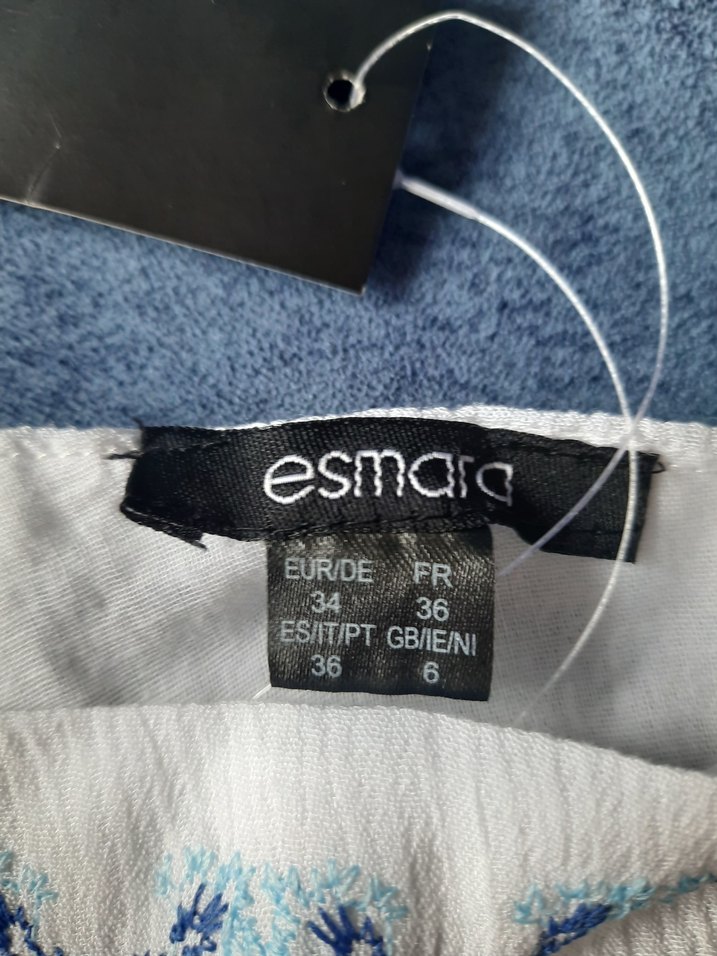 esmara
EUR/DE FR
34 36
ES/IT/PT GB/IE/NI
36 6